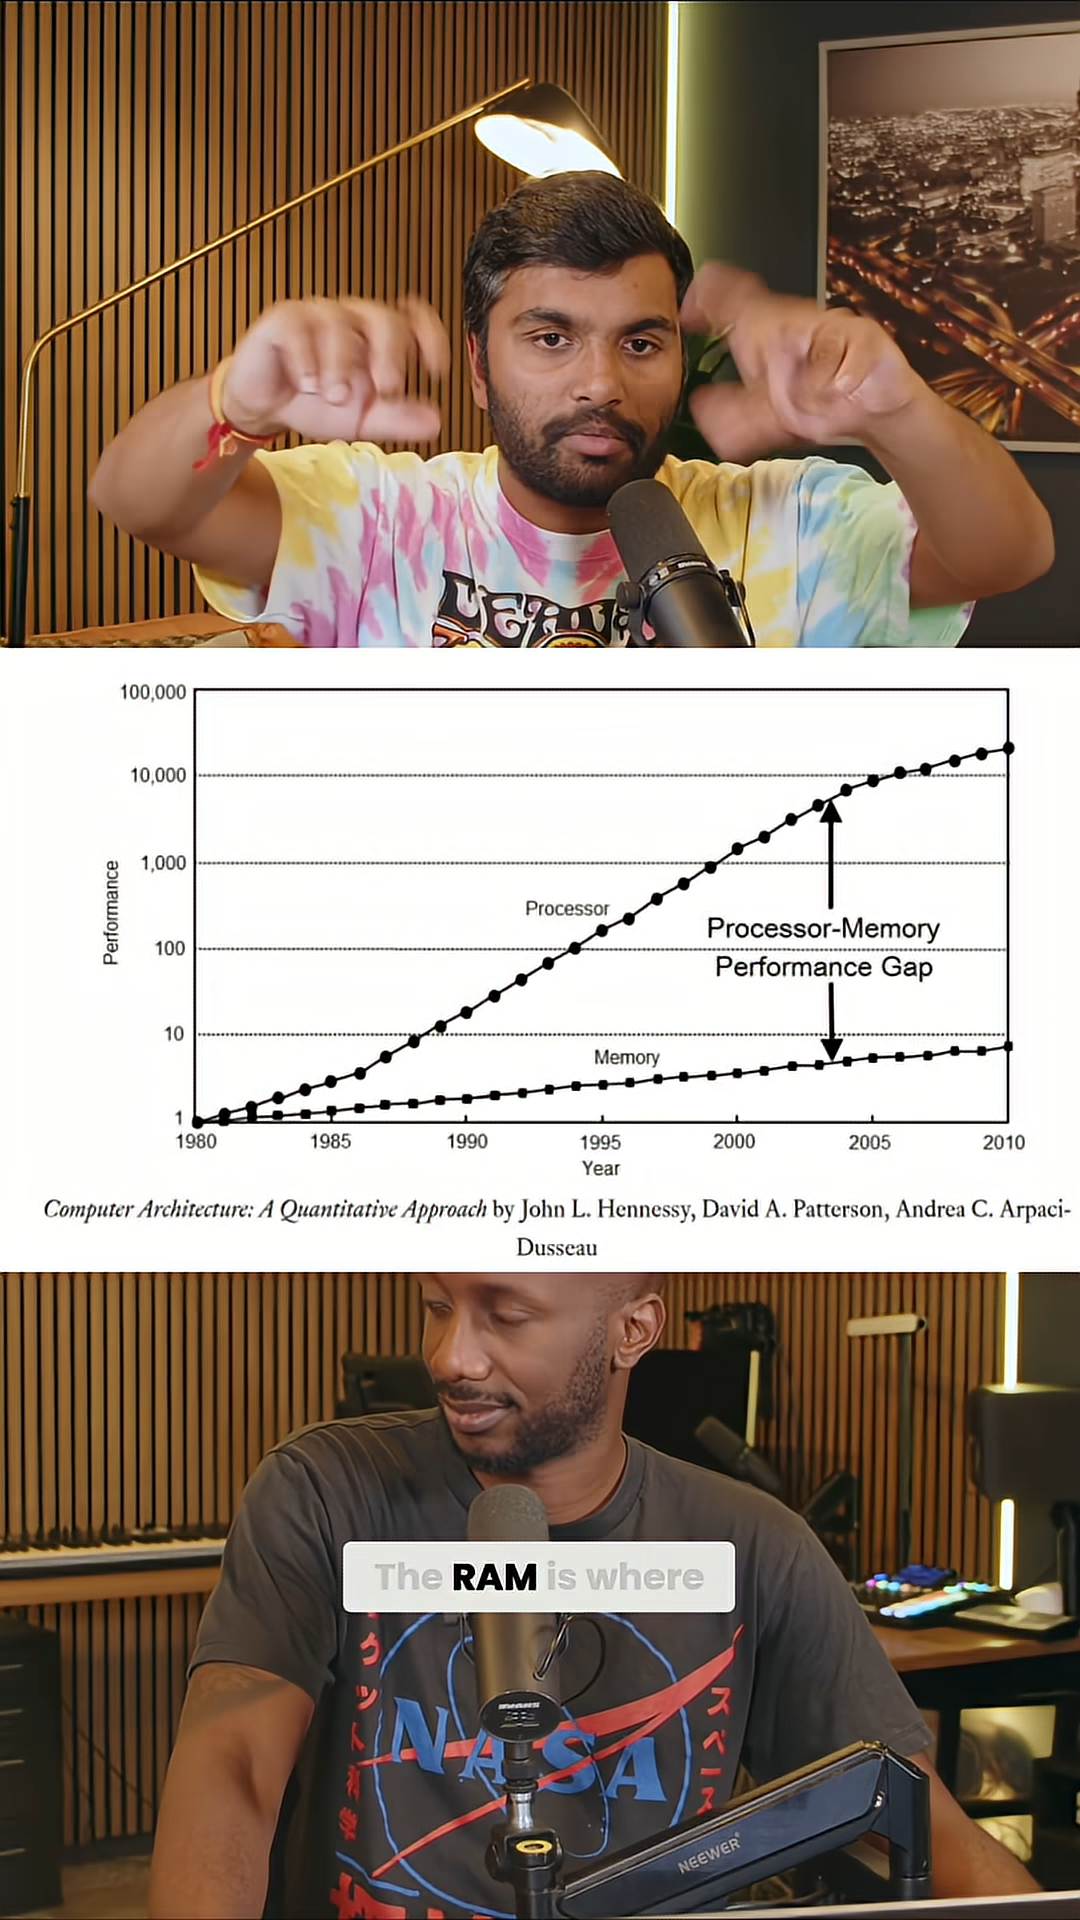 100,000
10,000
1,000
100
10
1
Performance
Processor
Processor-Memory
Performance Gap
Memory
1980 1985 1990 1995 2000 2005 2010
Year
Computer Architecture: A Quantitative Approach by John L. Hennessy, David A. Patterson, Andrea C. Arpaci-
Dusseau
The RAM is where
NASA
NEEWER